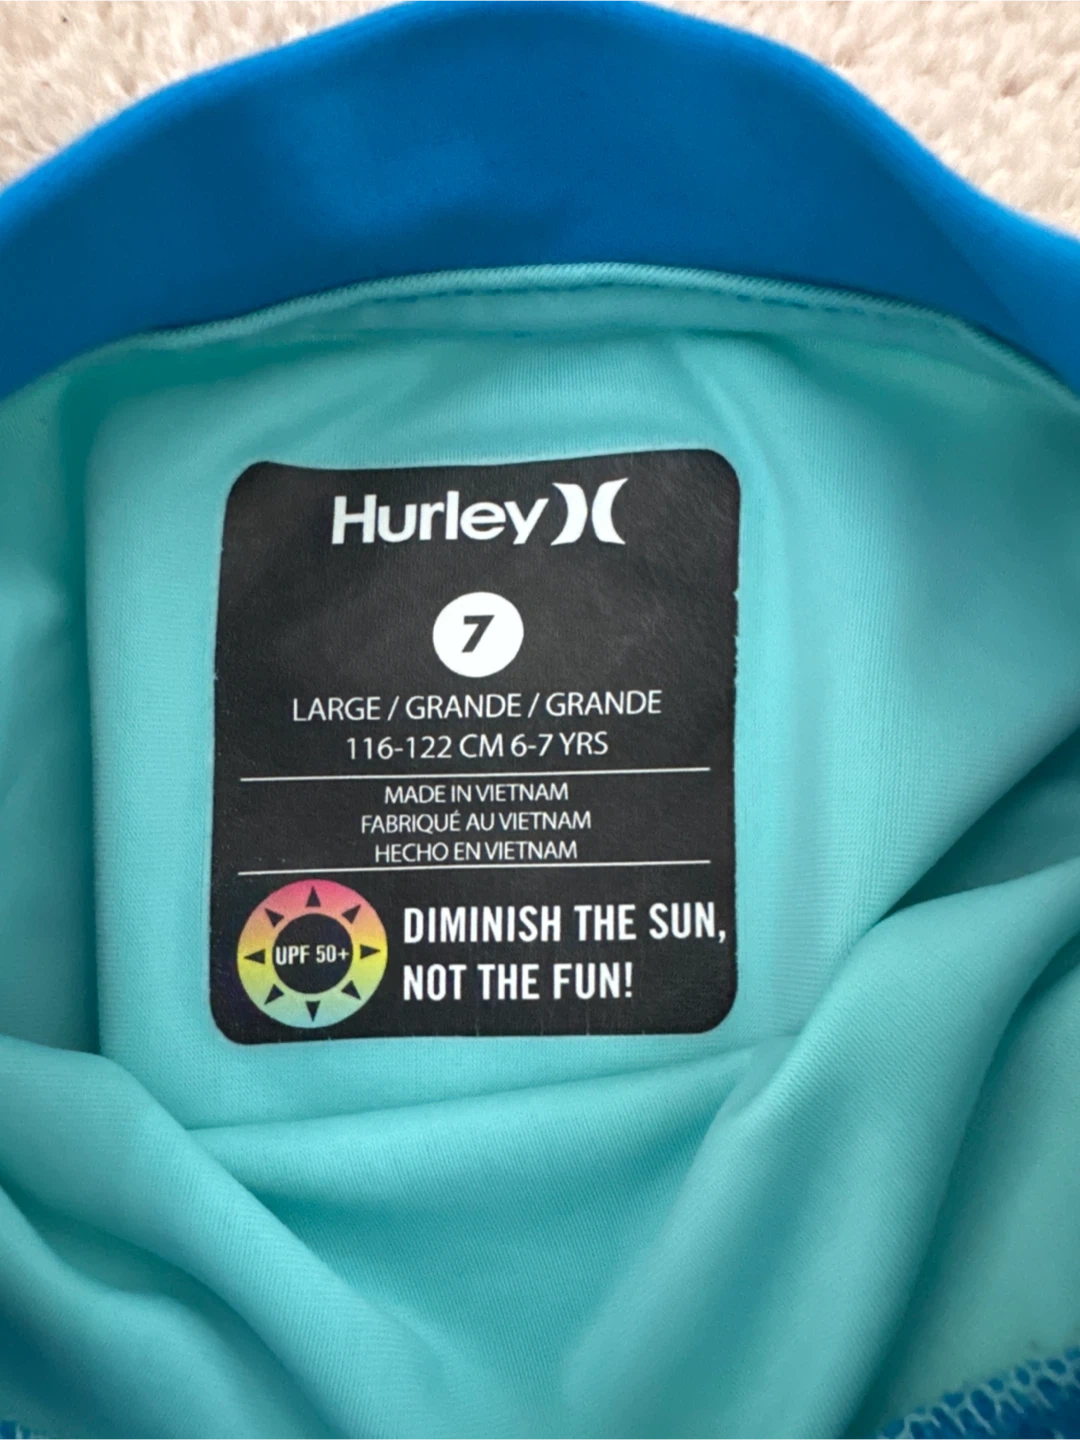 Hurley
7
LARGE / GRANDE / GRANDE
116-122 CM 6-7 YRS
MADE IN VIETNAM
FABRIQUÉ AU VIETNAM
HECHO EN VIETNAM
UPF 50+
DIMINISH THE SUN,
NOT THE FUN!